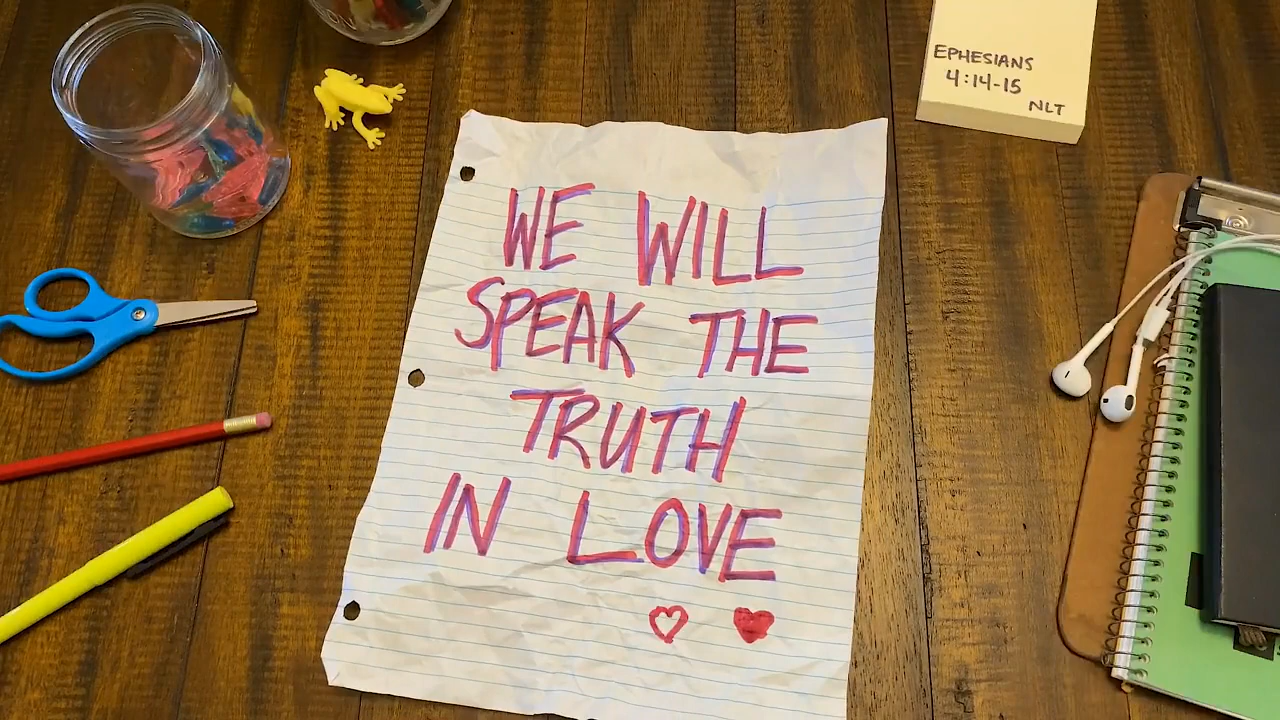 EPHESIANS
4:14-15
NLT
WE WILL
SPEAK THE
TRUTH
IN LOVE